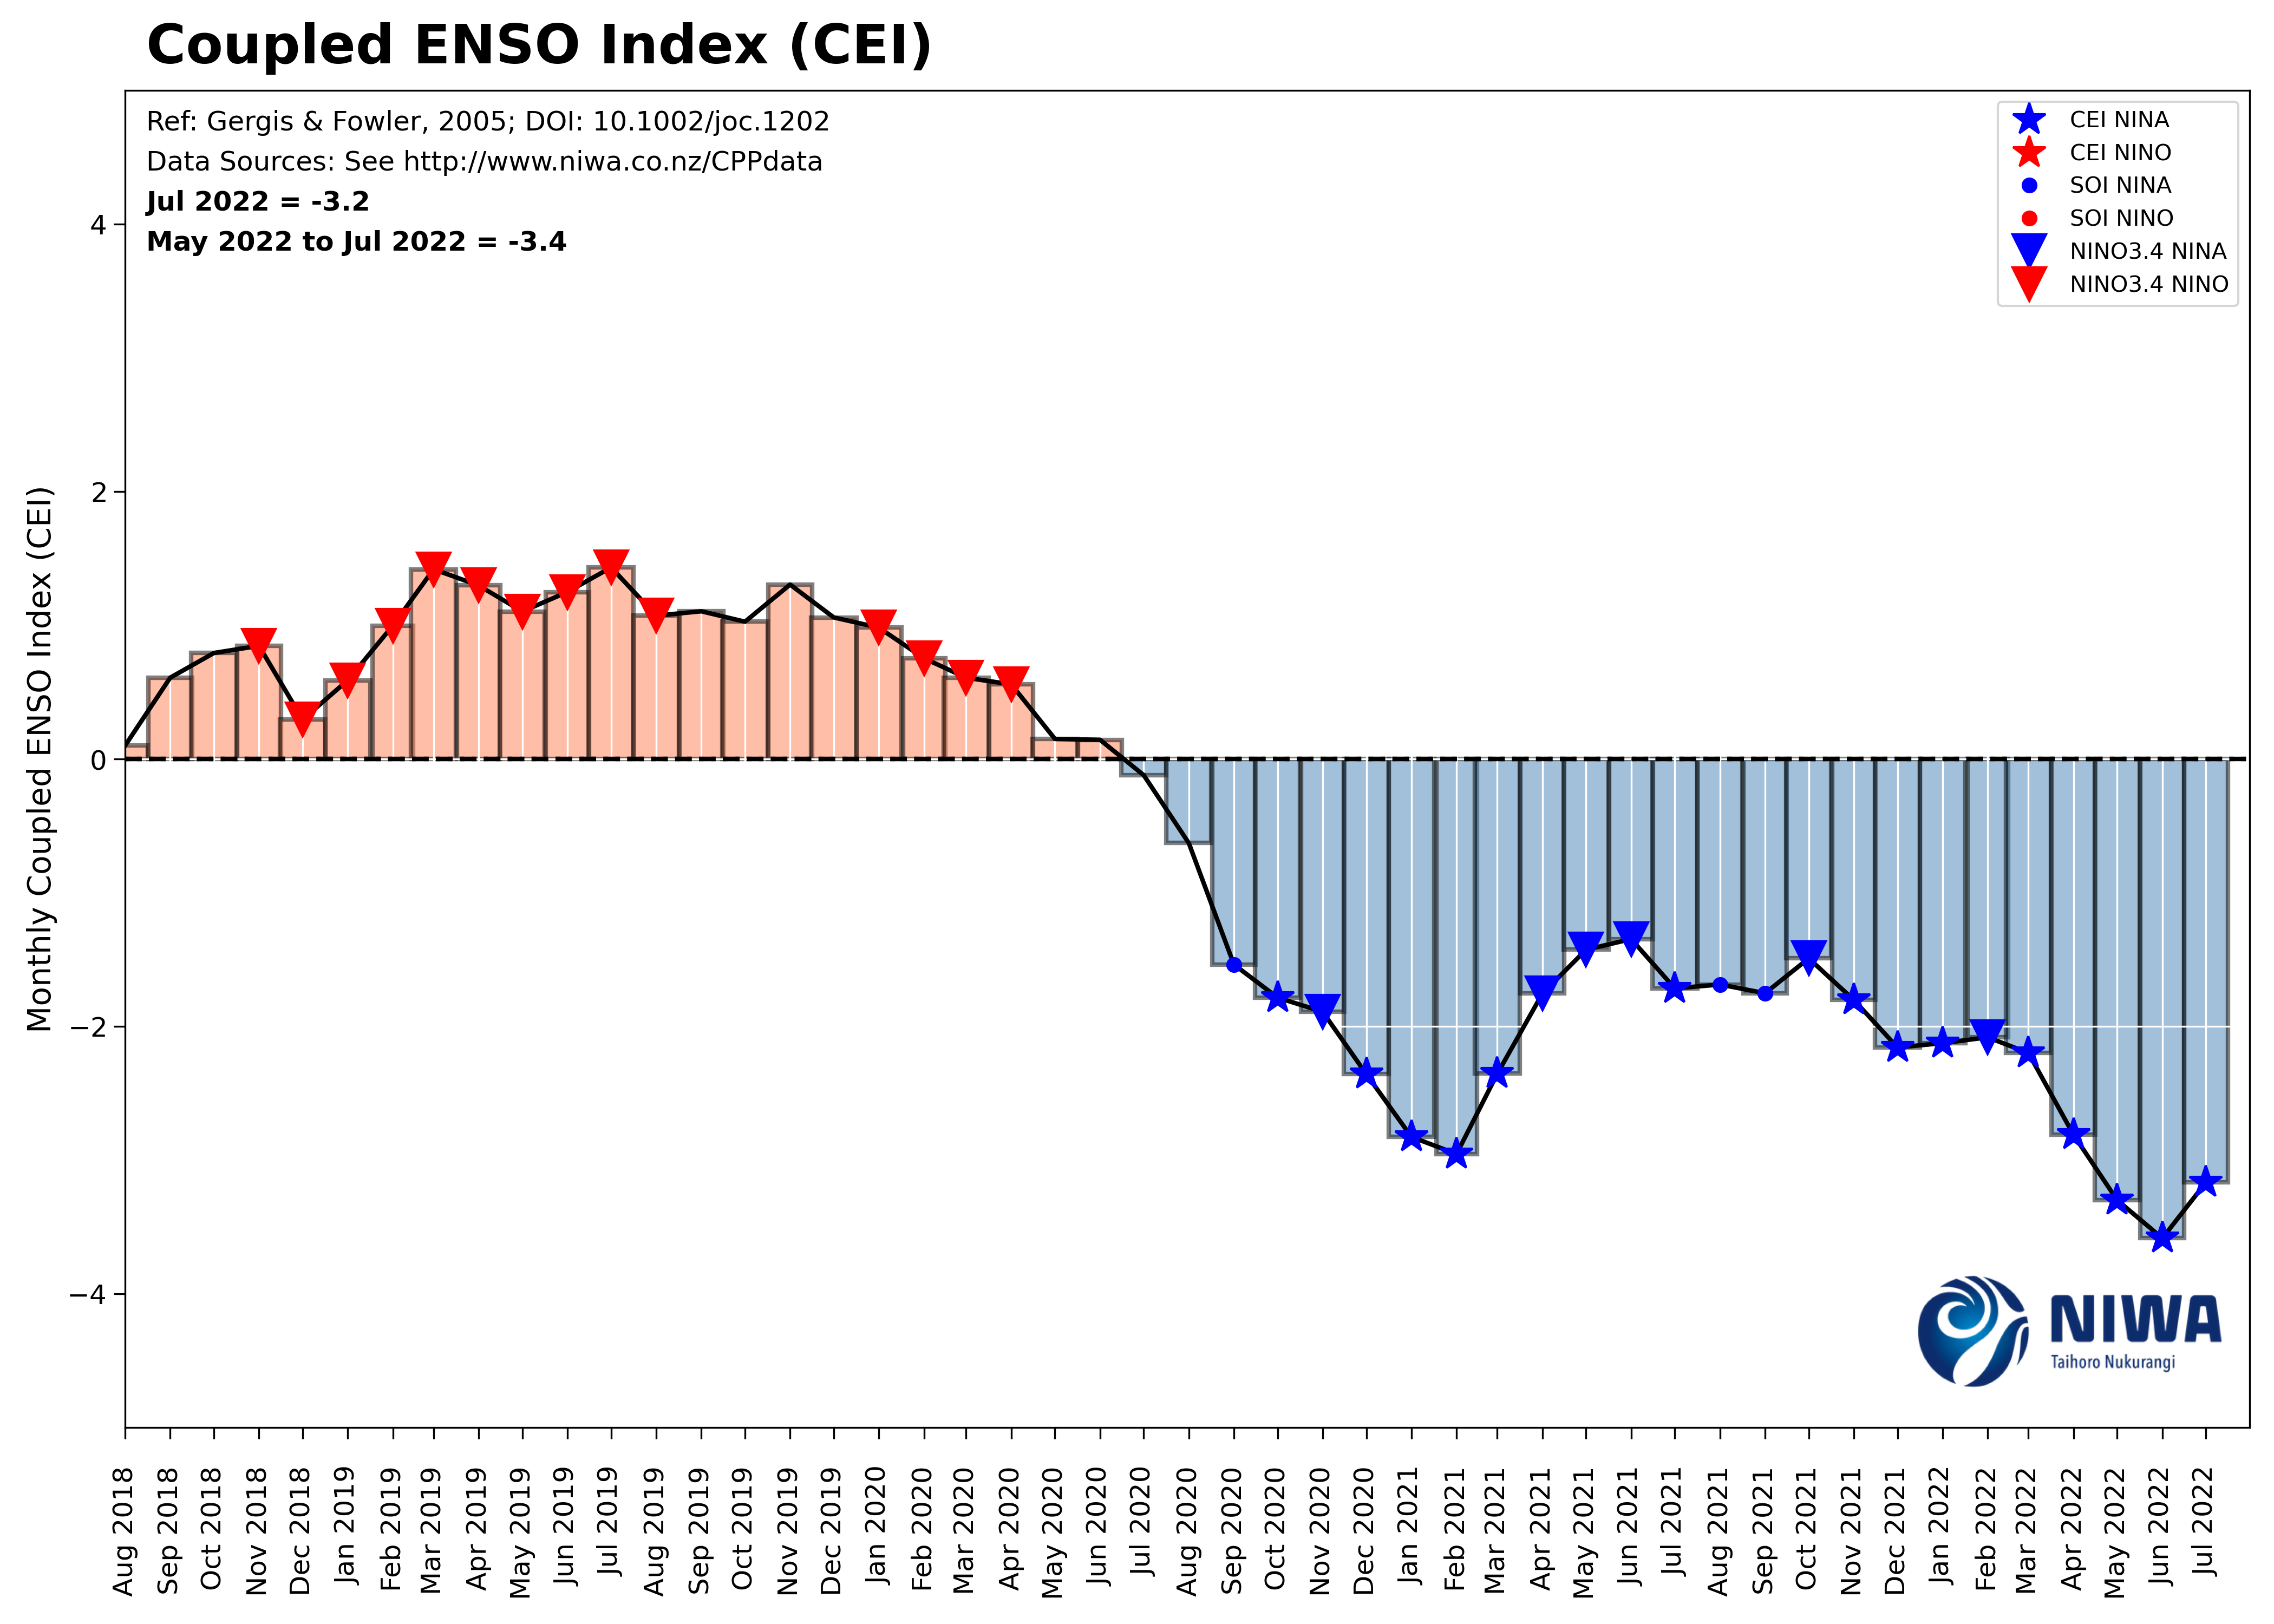 Coupled ENSO Index (CEI)
Ref: Gergis & Fowler, 2005; DOI: 10.1002/joc.1202
Data Sources: See http://www.niwa.co.nz/CPPdata
Jul 2022 = -3.2
May 2022 to Jul 2022 = -3.4
CEI NINA
CEI NINO
SOI NINA
SOI NINO
NINO3.4 NINA
NINO3.4 NINO
Monthly Coupled ENSO Index (CEI)
4
2
0
−2
−4
NIWA
Taihoro Nukurangi
Aug 2018
Sep 2018
Oct 2018
Nov 2018
Dec 2018
Jan 2019
Feb 2019
Mar 2019
Apr 2019
May 2019
Jun 2019
Jul 2019
Aug 2019
Sep 2019
Oct 2019
Nov 2019
Dec 2019
Jan 2020
Feb 2020
Mar 2020
Apr 2020
May 2020
Jun 2020
Jul 2020
Aug 2020
Sep 2020
Oct 2020
Nov 2020
Dec 2020
Jan 2021
Feb 2021
Mar 2021
Apr 2021
May 2021
Jun 2021
Jul 2021
Aug 2021
Sep 2021
Oct 2021
Nov 2021
Dec 2021
Jan 2022
Feb 2022
Mar 2022
Apr 2022
May 2022
Jun 2022
Jul 2022